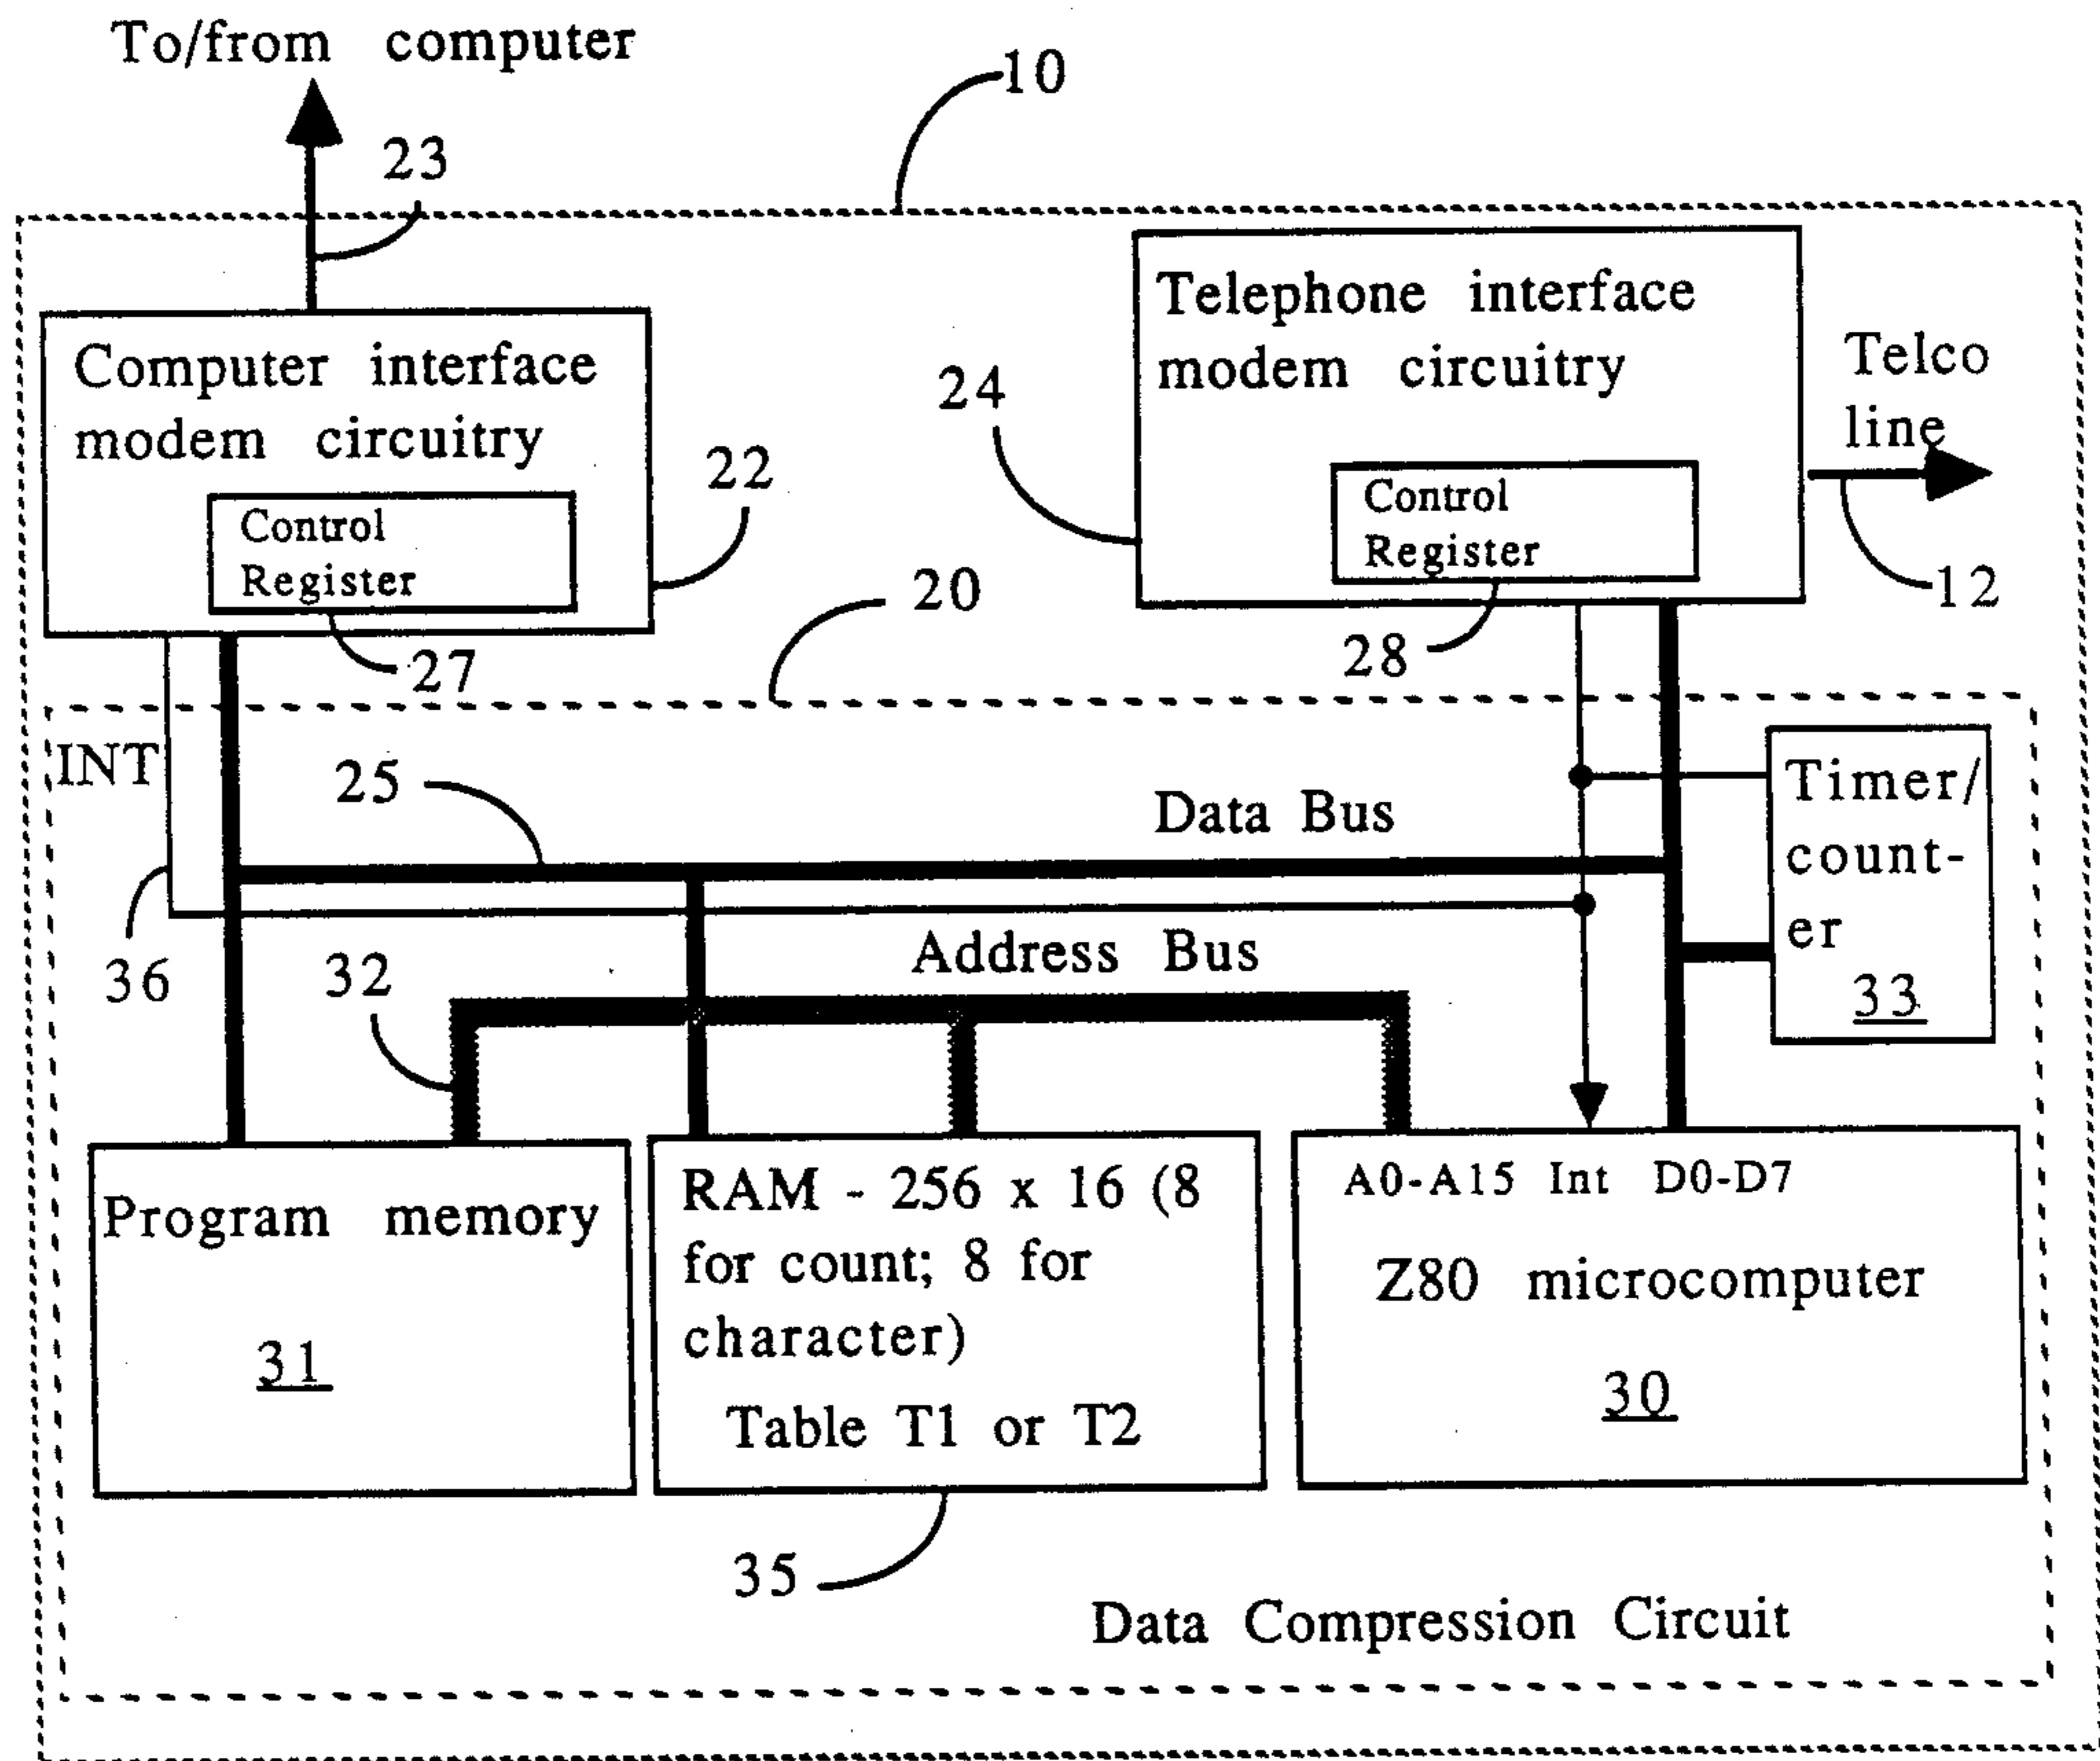 To/from computer
10
23
Computer interface
modem circuitry
Control
Register
22
27
Telephone interface
modem circuitry
Control
Register
24
28
Telco
line
12
20
INT
25
Data Bus
Timer/
count-
er
33
36
32
Address Bus
Program memory
31
RAM - 256 x 16 (8
for count; 8 for
character)
Table T1 or T2
35
A0-A15 Int D0-D7
Z80 microcomputer
30
Data Compression Circuit